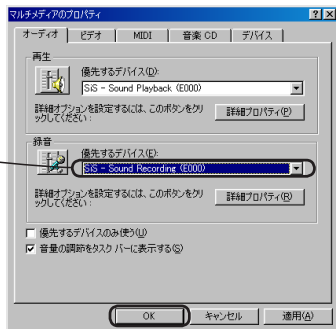 マルチメディアのプロパティ
オーディオ ビデオ MIDI 音楽 CD デバイス
再生
優先するデバイス(D):
SiS - Sound Playback (E000)
詳細オプションを設定するには、このボタンをクリ
ックしてください:
詳細プロパティ(P)
録音
優先するデバイス(E):
SiS - Sound Recording (E000)
詳細オプションを設定するには、このボタンをクリ
ックしてください:
詳細プロパティ(R)
優先するデバイスのみ使う(U)
音量の調節をタスク バーに表示する(S)
OK キャンセル 適用(A)